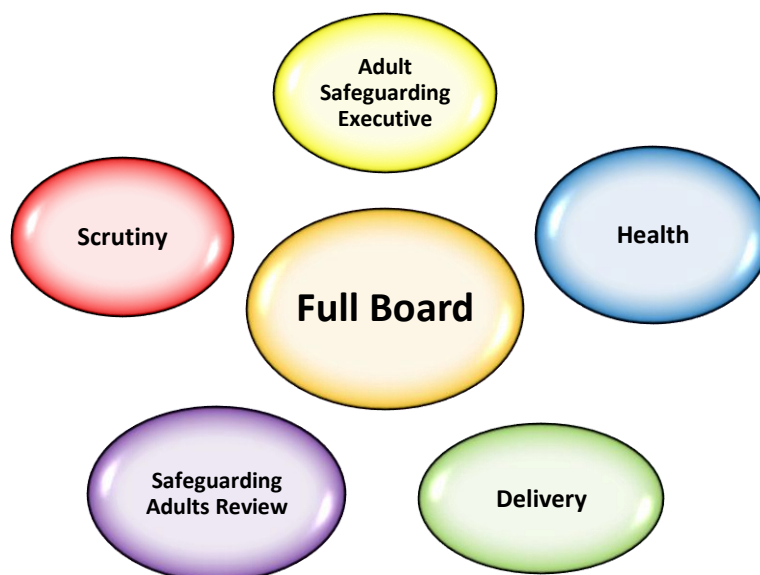 Adult
Safeguarding
Executive
Scrutiny
Health
Full Board
Safeguarding
Adults Review
Delivery